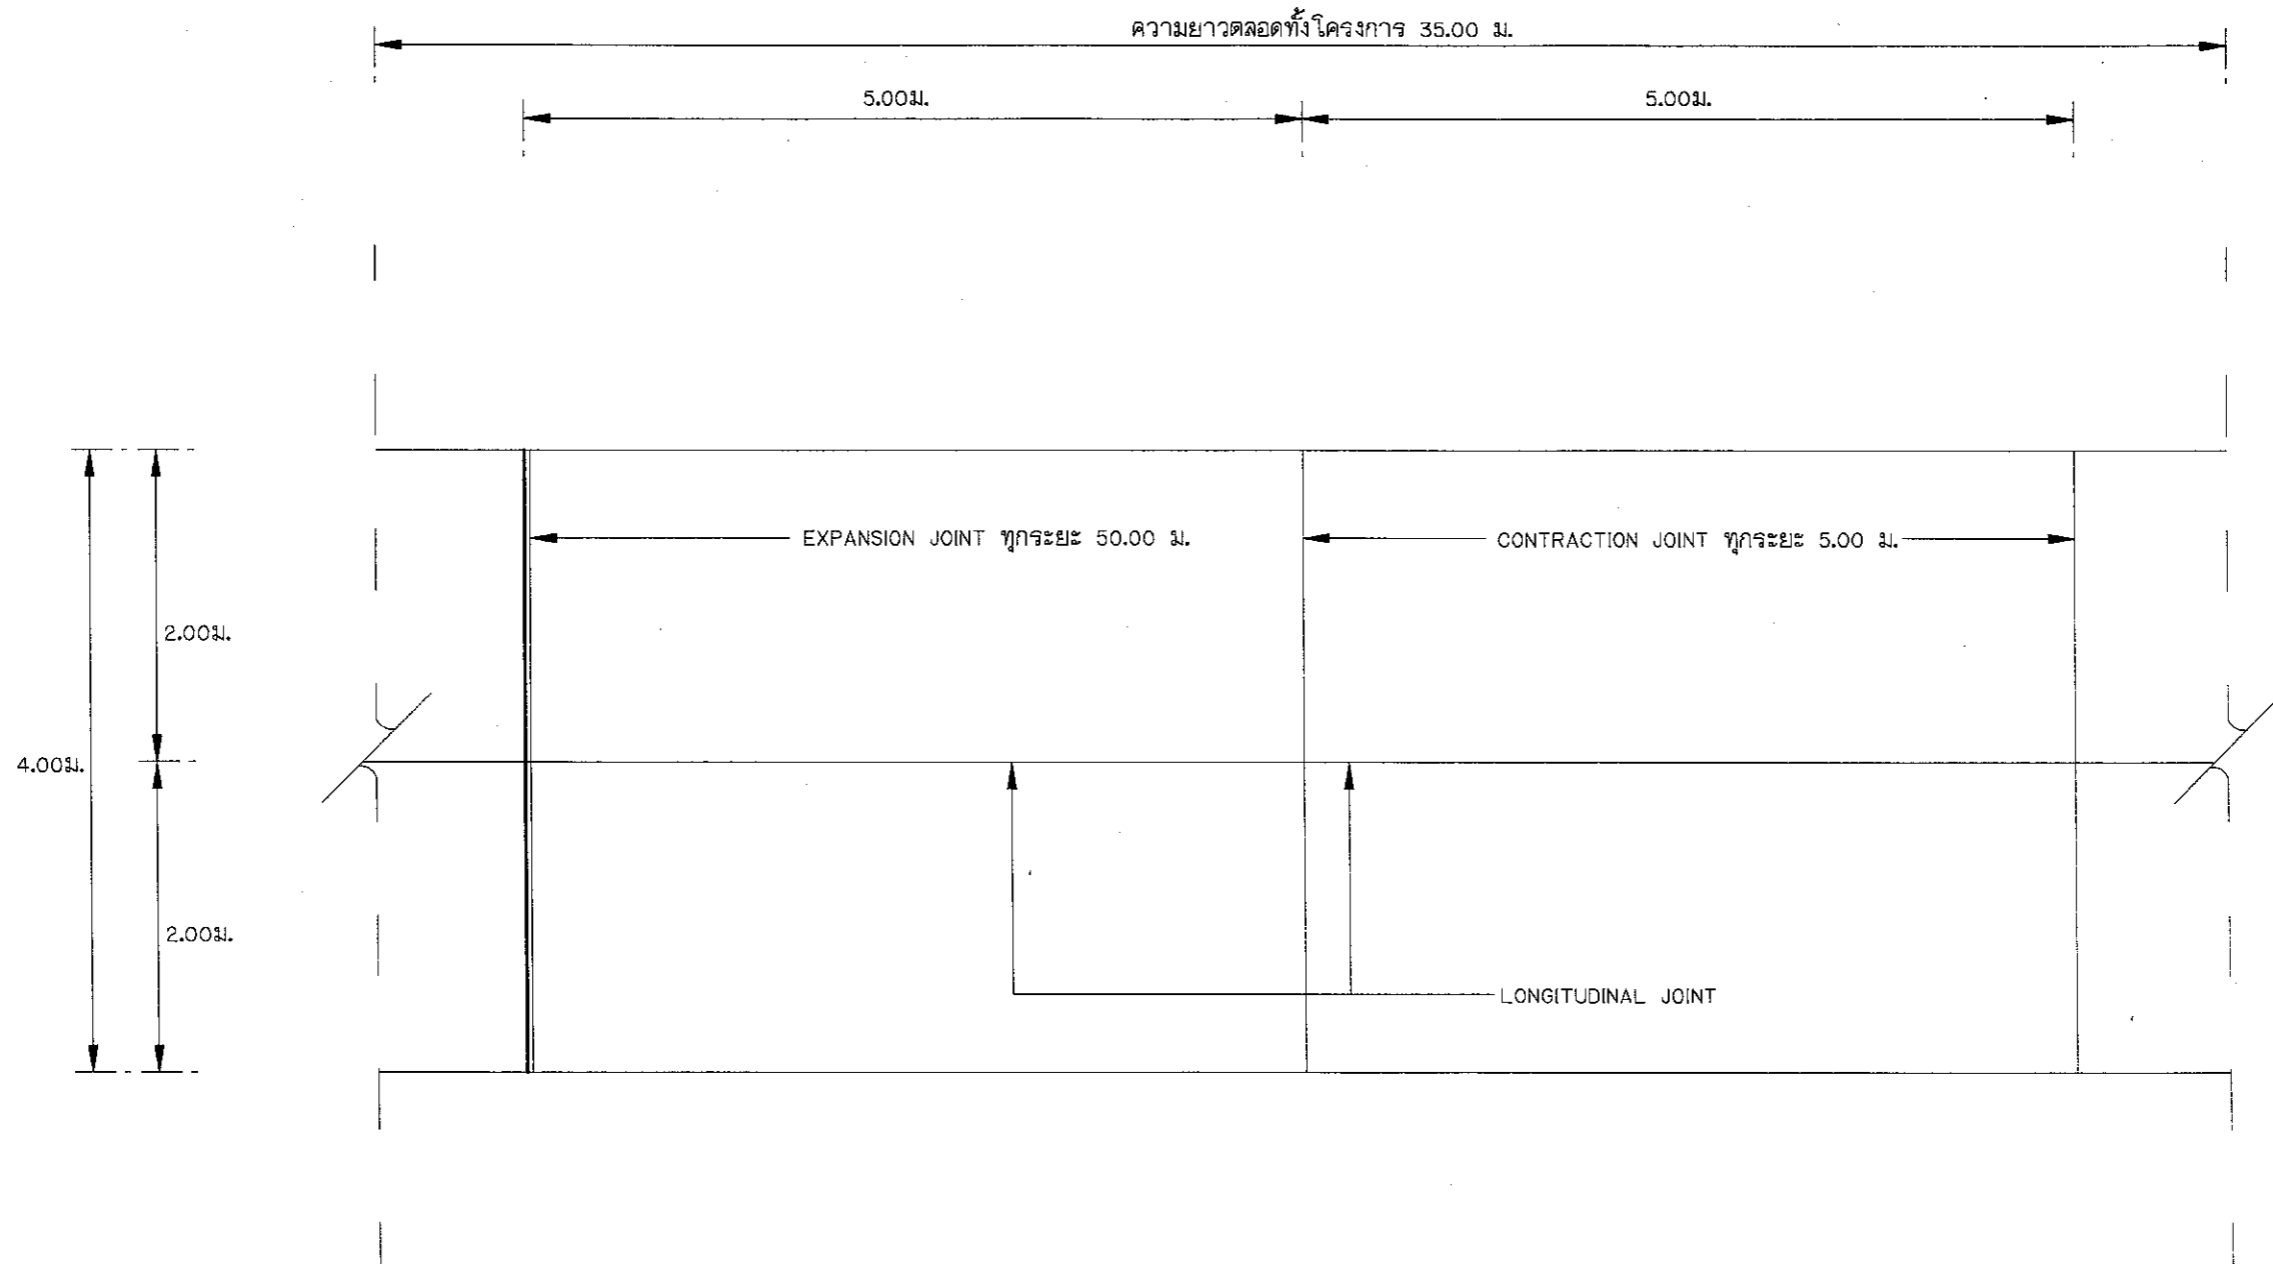 ความยาวตลอดทั้งโครงการ 35.00 ม.
5.00ม.
5.00ม.
EXPANSION JOINT ทุกระยะ 50.00 ม.
CONTRACTION JOINT ทุกระยะ 5.00 ม.
2.00ม.
4.00ม.
2.00ม.
LONGITUDINAL JOINT